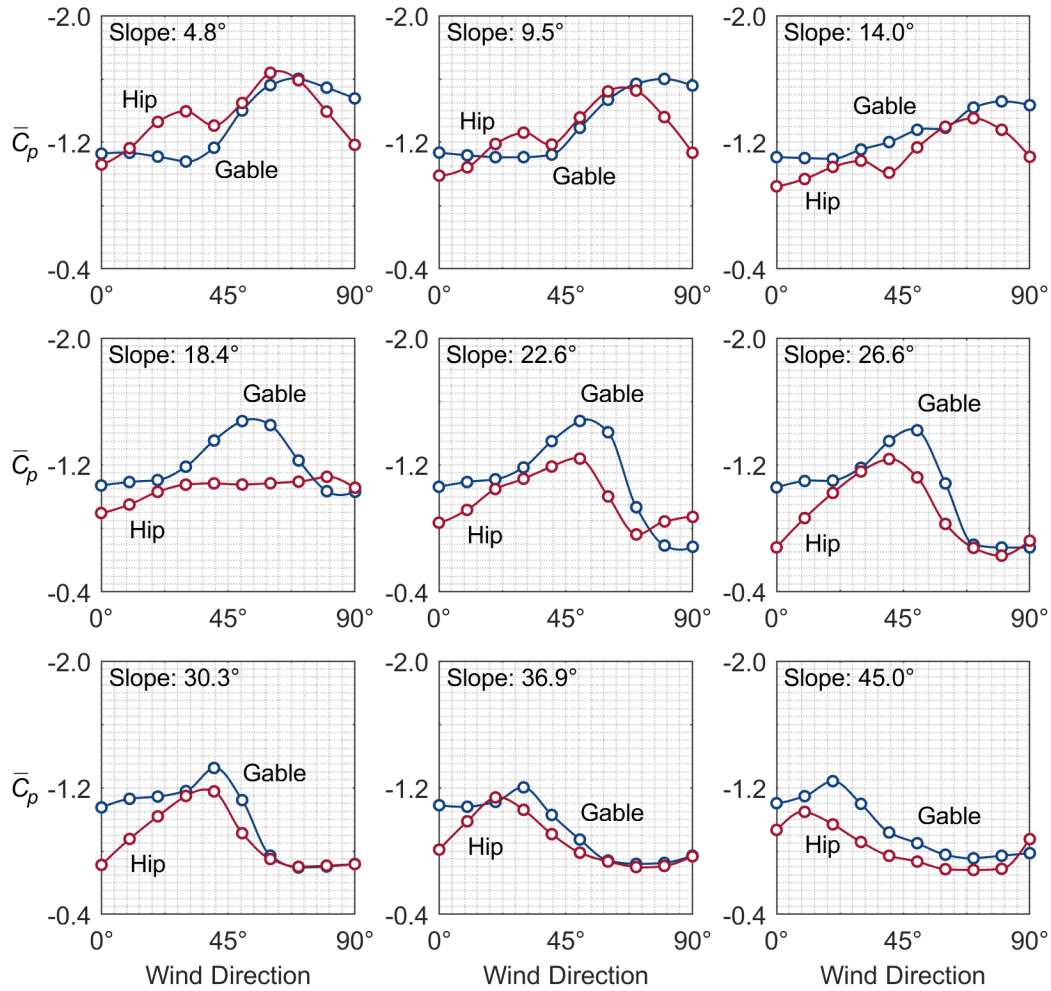 -2.0
Slope: 4.8°
Hip
C̅p
-1.2
Gable
-0.4
0°
45°
90°
-2.0
Slope: 9.5°
Hip
-1.2
Gable
-0.4
0°
45°
90°
-2.0
Slope: 14.0°
Gable
-1.2
Hip
-0.4
0°
45°
90°
-2.0
Slope: 18.4°
Gable
C̅p
-1.2
Hip
-0.4
0°
45°
90°
-2.0
Slope: 22.6°
Gable
-1.2
Hip
-0.4
0°
45°
90°
-2.0
Slope: 26.6°
Gable
-1.2
Hip
-0.4
0°
45°
90°
-2.0
Slope: 30.3°
Gable
C̅p
-1.2
Hip
-0.4
0°
45°
90°
Wind Direction
-2.0
Slope: 36.9°
-1.2
Gable
Hip
-0.4
0°
45°
90°
Wind Direction
-2.0
Slope: 45.0°
-1.2
Gable
Hip
-0.4
0°
45°
90°
Wind Direction